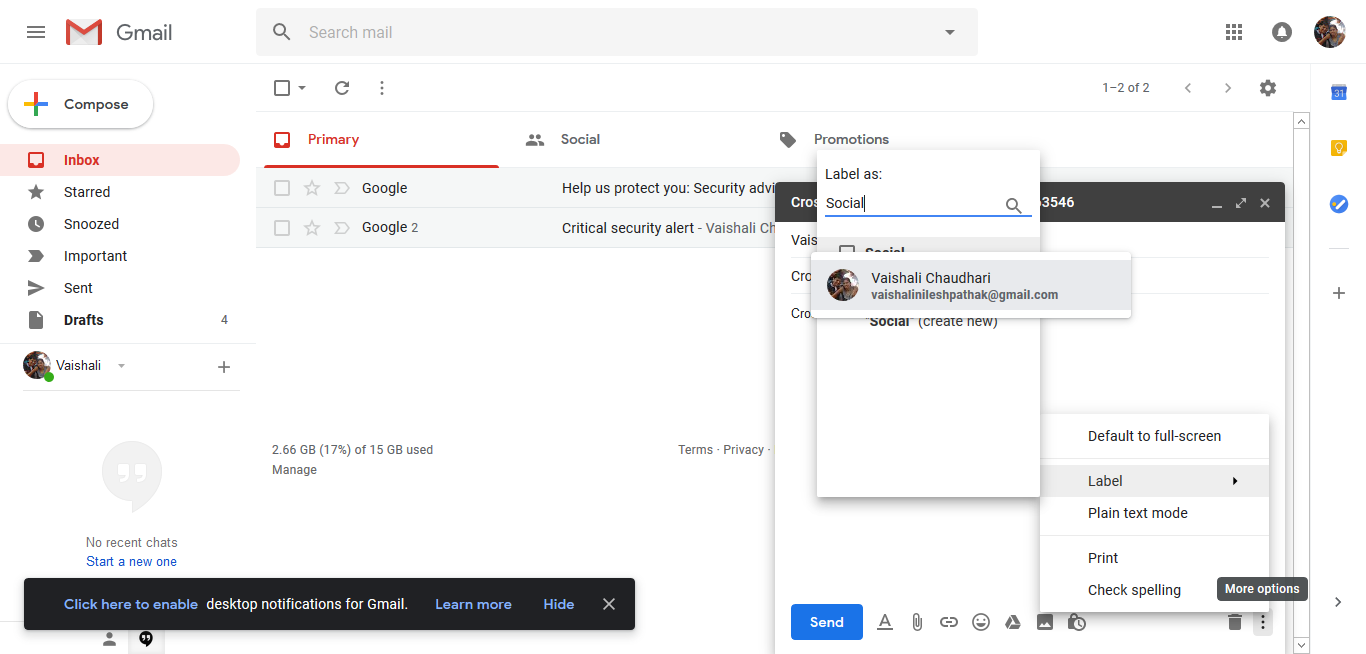 Gmail
Search mail
Compose
1–2 of 2
31
Primary
Social
Promotions
Inbox
Starred
Snoozed
Important
Sent
Drafts 4
Google Help us protect you: Security advi
Google 2 Critical security alert - Vaishali Ch
Label as:
Social
Social
Cros
3546
Vais
Cro
Cro
Vaishali Chaudhari
vaishalinileshpathak@gmail.com
"Social" (create new)
Vaishali
2.66 GB (17%) of 15 GB used
Manage
Terms · Privacy ·
No recent chats
Start a new one
Default to full-screen
Label
Plain text mode
Print
Check spelling
More options
Click here to enable desktop notifications for Gmail. Learn more Hide
Send